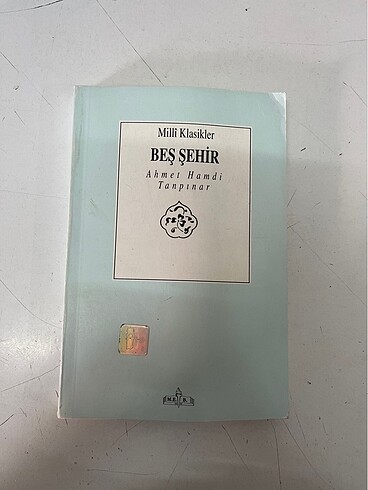 Millî Klasikler
BEŞ ŞEHİR
Ahmet Hamdi
Tanpınar
M.E. B.